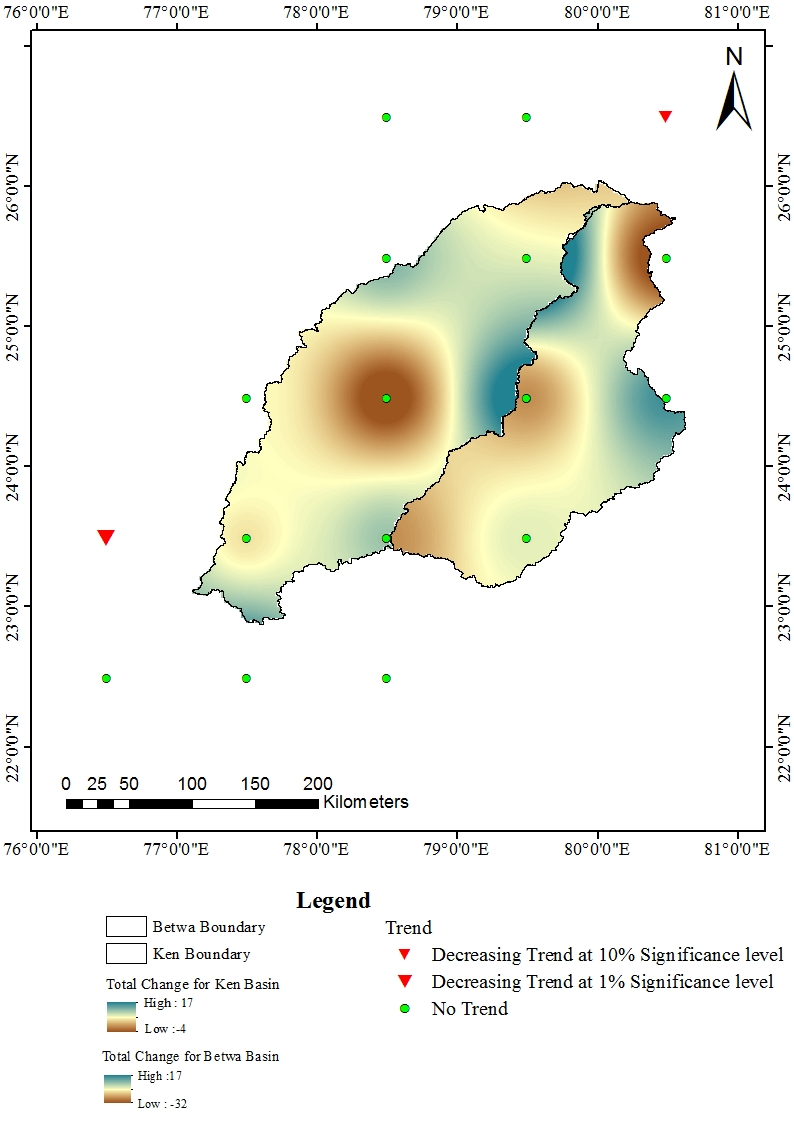 76°0'0"E 77°0'0"E 78°0'0"E 79°0'0"E 80°0'0"E 81°0'0"E
N
26°0'0"N 26°0'0"N
25°0'0"N 25°0'0"N
24°0'0"N 24°0'0"N
23°0'0"N 23°0'0"N
22°0'0"N 22°0'0"N
0 25 50 100 150 200
Kilometers
76°0'0"E 77°0'0"E 78°0'0"E 79°0'0"E 80°0'0"E 81°0'0"E
Legend
Betwa Boundary
Ken Boundary
Total Change for Ken Basin
High : 17
Low :-4
Total Change for Betwa Basin
High :17
Low : -32
Trend
Decreasing Trend at 10% Significance level
Decreasing Trend at 1% Significance level
No Trend